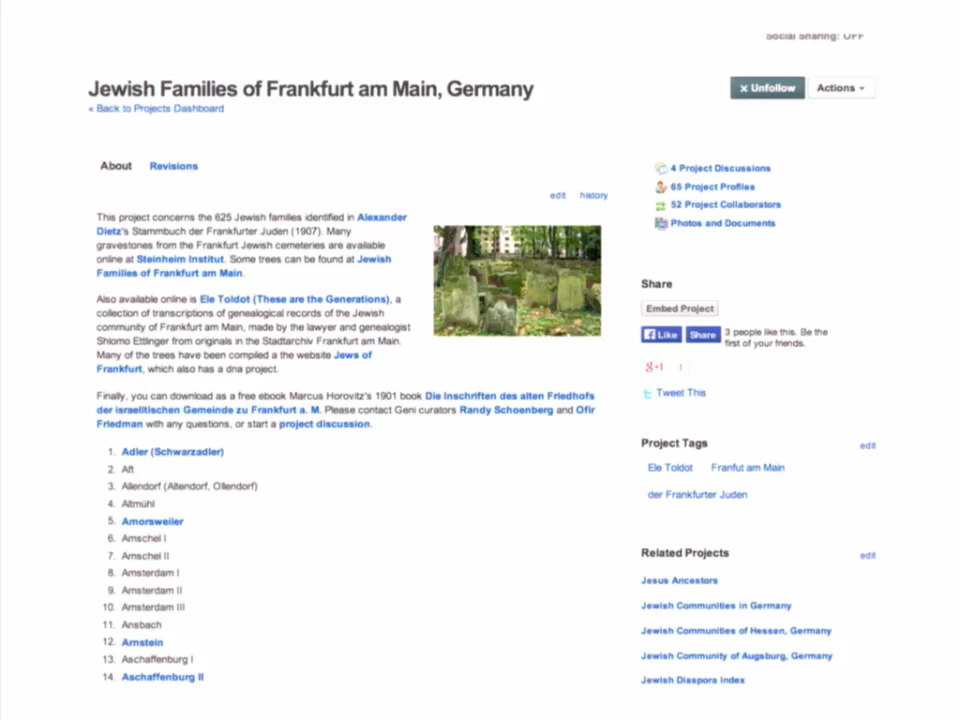 Social Sharing: OFF
Jewish Families of Frankfurt am Main, Germany
× Unfollow
Actions
« Back to Projects Dashboard
About
Revisions
edit
history
This project concerns the 625 Jewish families identified in Alexander
Dietz's Stammbuch der Frankfurter Juden (1907). Many
gravestones from the Frankfurt Jewish cemeteries are available
online at Steinheim Institut. Some trees can be found at Jewish
Families of Frankfurt am Main.
Also available online is Ele Toldot (These are the Generations), a
collection of transcriptions of genealogical records of the Jewish
community of Frankfurt am Main, made by the lawyer and genealogist
Shlomo Ettlinger from originals in the Stadtarchiv Frankfurt am Main.
Many of the trees have been compiled a the website Jews of
Frankfurt, which also has a dna project.
Finally, you can download as a free ebook Marcus Horovitz's 1901 book Die Inschriften des alten Friedhofs
der israelitischen Gemeinde zu Frankfurt a. M. Please contact Geni curators Randy Schoenberg and Ofir
Friedman with any questions, or start a project discussion.
1. Adler (Schwarzadler)
2. Aft
3. Allendorf (Altendorf, Ollendorf)
4. Altmühl
5. Amorsweiler
6. Amschel I
7. Amschel II
8. Amsterdam I
9. Amsterdam II
10. Amsterdam III
11. Ansbach
12. Arnstein
13. Aschaffenburg I
14. Aschaffenburg II
4 Project Discussions
65 Project Profiles
52 Project Collaborators
Photos and Documents
Share
Embed Project
Like
Share
3 people like this. Be the
first of your friends.
g+1
Tweet This
Project Tags
edit
Ele Toldot
Franfut am Main
der Frankfurter Juden
Related Projects
edit
Jesus Ancestors
Jewish Communities in Germany
Jewish Communities of Hessen, Germany
Jewish Community of Augsburg, Germany
Jewish Diaspora Index